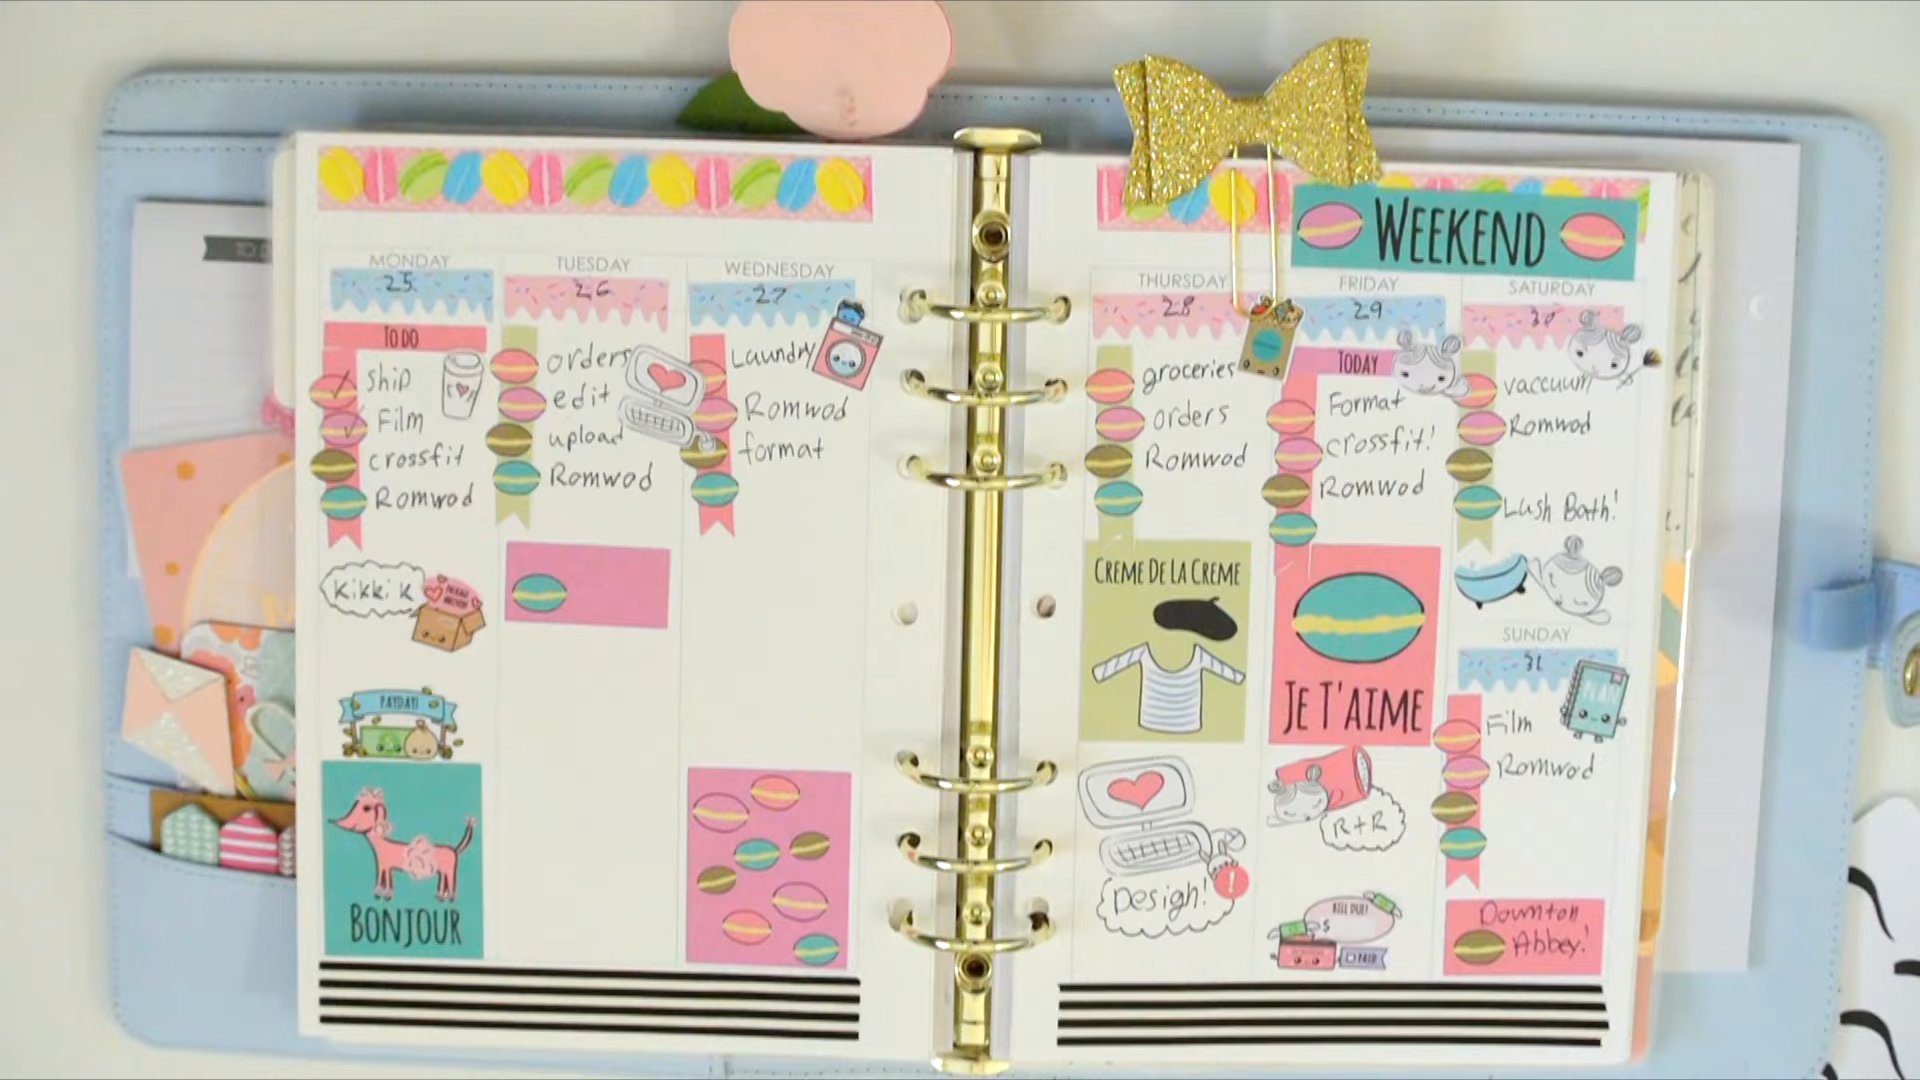 MONDAY
25
TO DO
ship
Film
crossfit
Romwod
Kikki K
PAYDAY!
BONJOUR
TUESDAY
26
orders
edit
upload
Romwod
WEDNESDAY
27
Laundry
Romwod
format
WEEKEND
THURSDAY
28
groceries
orders
Romwod
CREME DE LA CREME
Design!
!
FRIDAY
29
TODAY
Format
crossfit!
Romwod
JE T'AIME
R+R
BILL DUE!
$
PAID
SATURDAY
30
vaccuum
Romwod
Lush Bath!
SUNDAY
31
PLAN
Film
Romwod
Downton
Abbey!